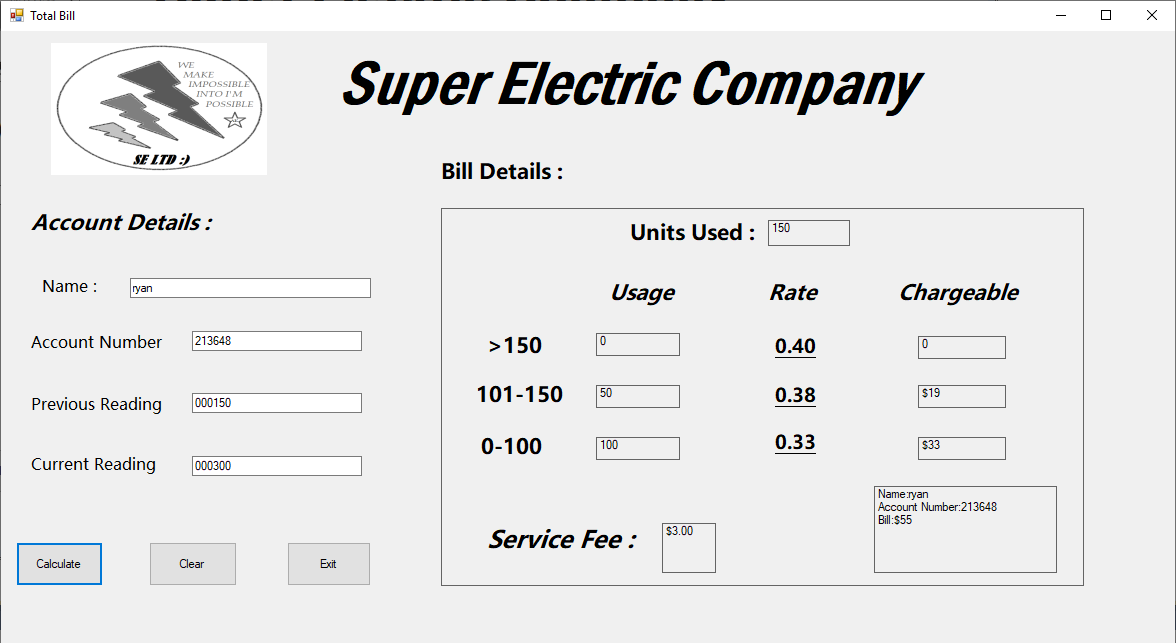 Total Bill
WE
MAKE
IMPOSSIBLE
INTO I'M
POSSIBLE
SE LTD :)
Super Electric Company
Bill Details :
Account Details :
Name :
ryan
Account Number
213648
Previous Reading
000150
Current Reading
000300
Calculate
Clear
Exit
Units Used :
150
Usage Rate Chargeable
>150 0 0.40 0
101-150 50 0.38 $19
0-100 100 0.33 $33
Service Fee : $3.00
Name:ryan
Account Number:213648
Bill:$55